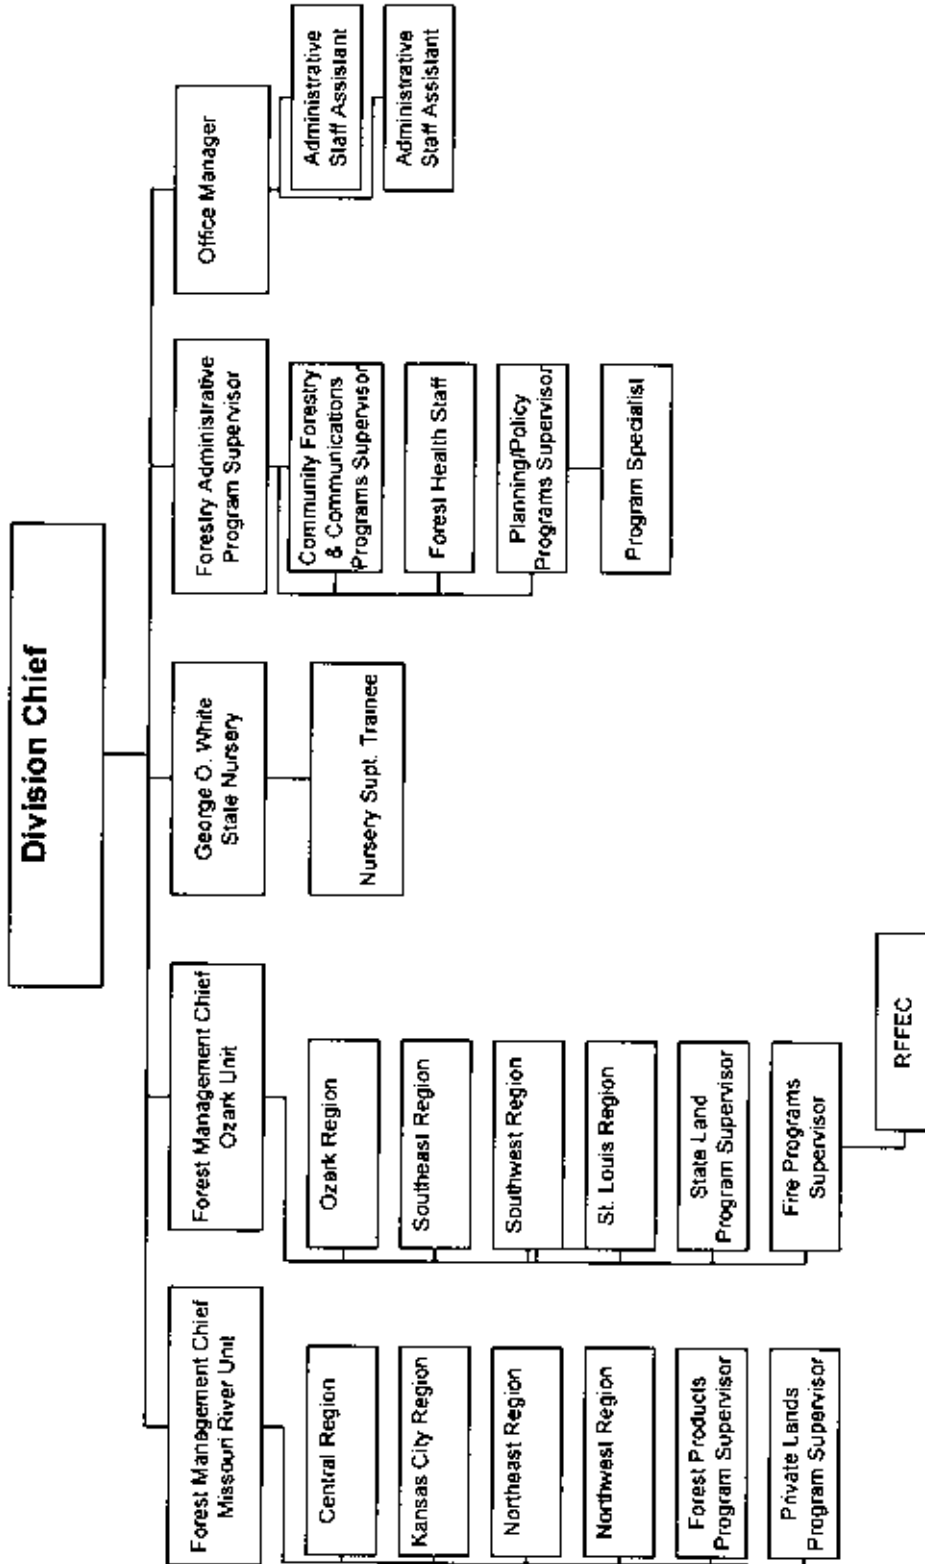 Division Chief
Forest Management Chief
Missouri River Unit
Central Region
Kansas City Region
Northeast Region
Northwest Region
Forest Products
Program Supervisor
Private Lands
Program Supervisor
Forest Management Chief
Ozark Unit
Ozark Region
Southeast Region
Southwest Region
St. Louis Region
State Land
Program Supervisor
Fire Programs
Supervisor
RFFEC
George O. White
State Nursery
Nursery Supt. Trainee
Forestry Administrative
Program Supervisor
Community Forestry
& Communications
Programs Supervisor
Forest Health Staff
Planning/Policy
Programs Supervisor
Program Specialist
Office Manager
Administrative
Staff Assistant
Administrative
Staff Assistant